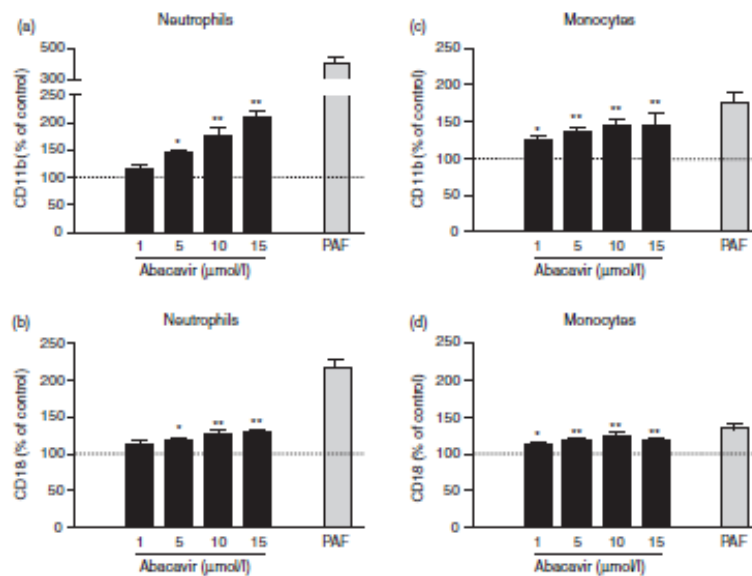 (a)
Neutrophils
CD11b (% of control)
500
300
250
200
150
100
50
0
*
**
**
1 5 10 15 PAF
Abacavir (µmol/l)
(c)
Monocytes
CD11b (% of control)
250
200
150
100
50
0
*
**
**
**
1 5 10 15 PAF
Abacavir (µmol/l)
(b)
Neutrophils
CD18 (% of control)
250
200
150
100
50
0
*
**
**
1 5 10 15 PAF
Abacavir (µmol/l)
(d)
Monocytes
CD18 (% of control)
250
200
150
100
50
0
*
**
**
**
1 5 10 15 PAF
Abacavir (µmol/l)